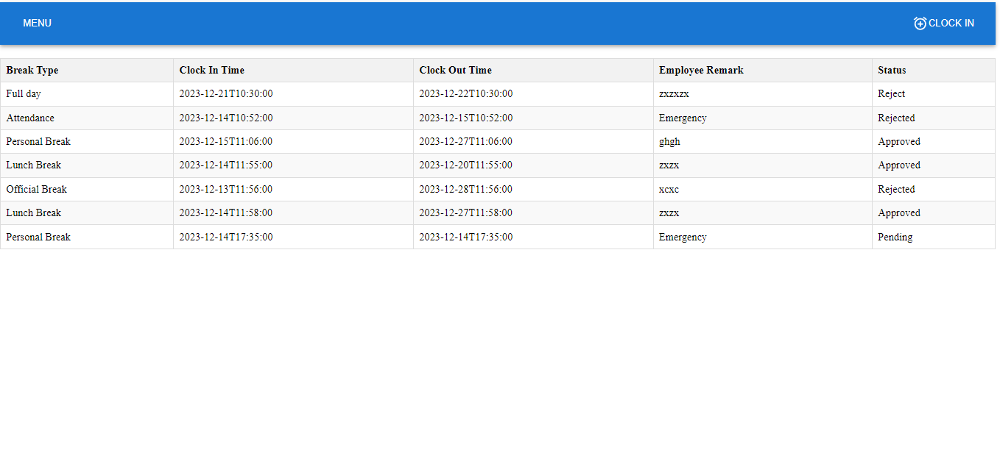 MENU CLOCK IN
Break Type Clock In Time Clock Out Time Employee Remark Status
Full day 2023-12-21T10:30:00 2023-12-22T10:30:00 zxzxzx Reject
Attendance 2023-12-14T10:52:00 2023-12-15T10:52:00 Emergency Rejected
Personal Break 2023-12-15T11:06:00 2023-12-27T11:06:00 ghgh Approved
Lunch Break 2023-12-14T11:55:00 2023-12-20T11:55:00 zxzx Approved
Official Break 2023-12-13T11:56:00 2023-12-28T11:56:00 xcxc Rejected
Lunch Break 2023-12-14T11:58:00 2023-12-27T11:58:00 zxzx Approved
Personal Break 2023-12-14T17:35:00 2023-12-14T17:35:00 Emergency Pending